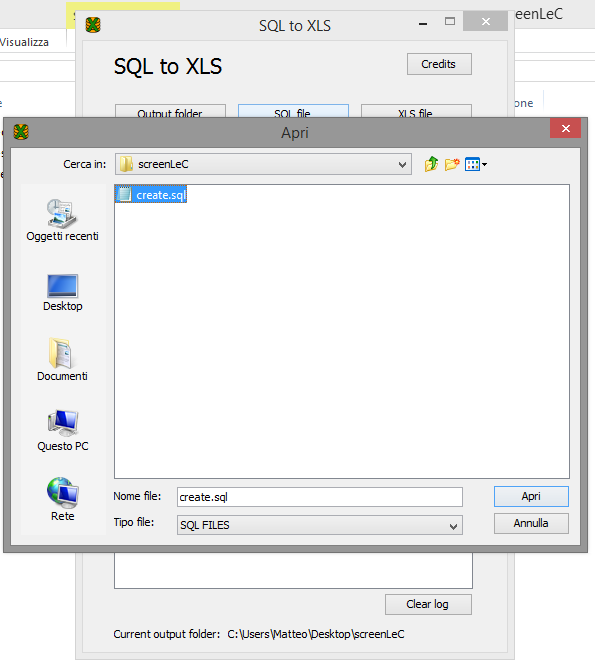 SQL to XLS
reenLeC
Visualizza
SQL to XLS
Credits
one
Output folder
SQL file
XLS file
Apri
Cerca in:
screenLeC
create.sql
Oggetti recenti
Desktop
Documenti
Questo PC
Rete
Nome file:
create.sql
Apri
Tipo file:
SQL FILES
Annulla
Clear log
Current output folder: C:\Users\Matteo\Desktop\screenLeC